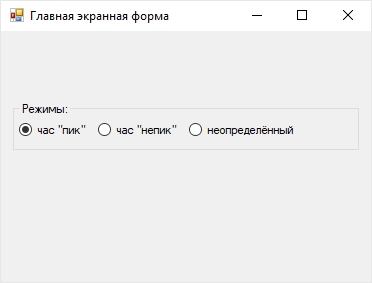 Главная экранная форма
Режимы:
час "пик" час "непик" неопределённый